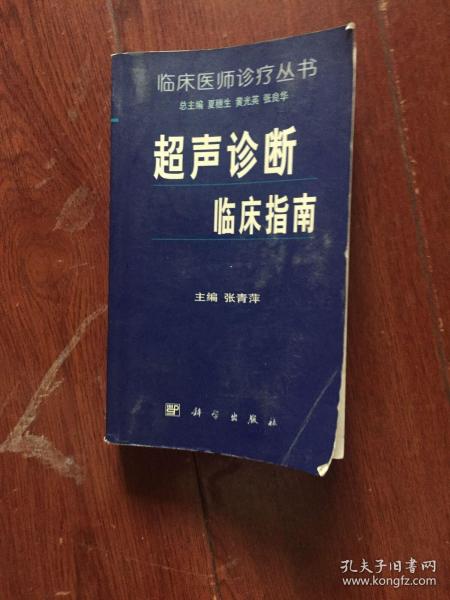 临床医师诊疗丛书
总主编 夏穗生 黄光英 张良华
超声诊断
临床指南
主编 张青萍
科学出版社
孔夫子旧书网
www.kongfz.com